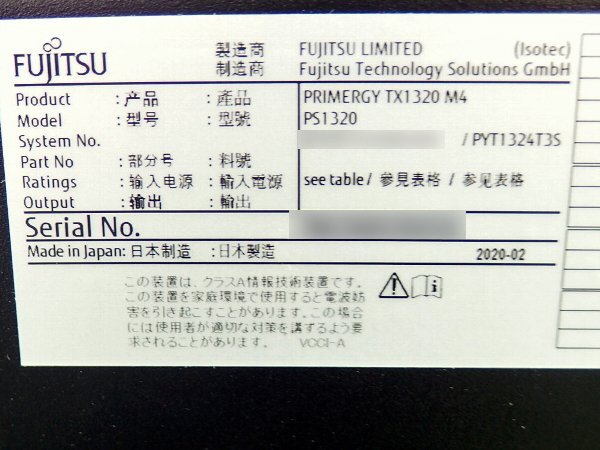 FUJITSU
製造商 FUJITSU LIMITED (Isotec)
制造商 Fujitsu Technology Solutions GmbH
Product : 产品 : 產品 PRIMERGY TX1320 M4
Model : 型号 : 型號 PS1320
System No. / PYT1324T3S
Part No : 部分号 : 料號
Ratings : 输入电源 : 輸入電源 see table / 參見表格 / 参见表格
Output : 输出 : 輸出
Serial No.
Made in Japan: 日本制造 : 日本製造 2020-02
この装置は、クラスA情報技術装置です。
この装置を家庭環境で使用すると電波妨
害を引き起こすことがあります。この場合
には使用者が適切な対策を講ずるよう要
求されることがあります。 VCCI-A